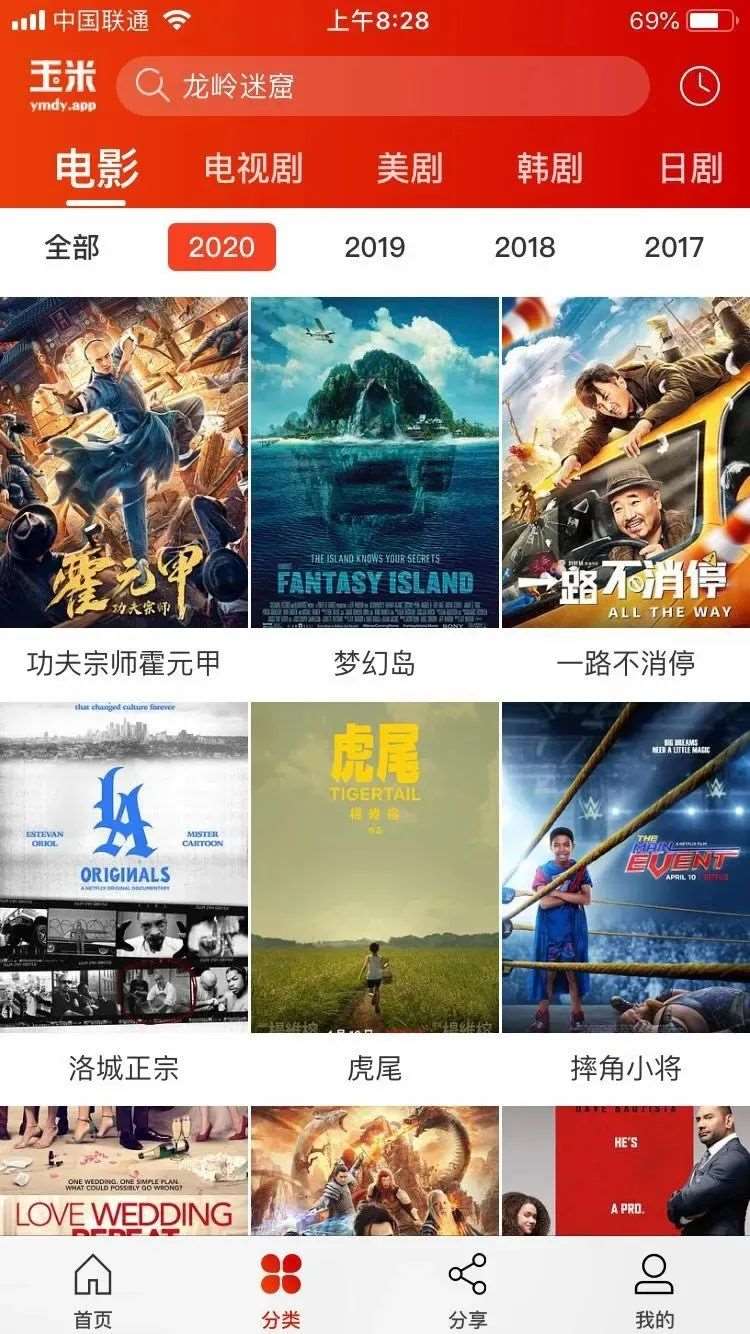 中国联通
上午8:28
69%
玉米
ymdy.app
龙岭迷窟
电影
电视剧
美剧
韩剧
日剧
全部
2020
2019
2018
2017
霍元甲
功夫宗师
THE ISLAND KNOWS YOUR SECRETS
FANTASY ISLAND
一路不消停
ALL THE WAY
功夫宗师霍元甲
梦幻岛
一路不消停
that changed culture forever
LA
ESTEVAN
ORIOL
MISTER
CARTOON
ORIGINALS
A NETFLIX ORIGINAL DOCUMENTARY
虎尾
TIGERTAIL
楊維榕
作品
BIG DREAMS
NEED A LITTLE MAGIC
THE
MAIN
A NETFLIX FILM
EVENT
APRIL 10
NETFLIX
洛城正宗
虎尾
摔角小将
ONE WEDDING. ONE SIMPLE PLAN.
WHAT COULD POSSIBLY GO WRONG?
LOVE WEDDING
REPEAT
DAVE BAUTISTA
HE'S
A PRO.
首页
分类
分享
我的